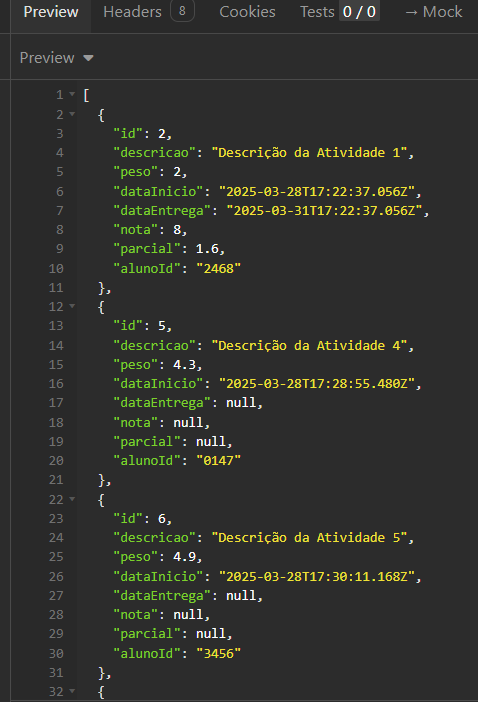 Preview Headers 8 Cookies Tests 0 / 0 → Mock
Preview
1 [
2 {
3 "id": 2,
4 "descricao": "Descrição da Atividade 1",
5 "peso": 2,
6 "dataInicio": "2025-03-28T17:22:37.056Z",
7 "dataEntrega": "2025-03-31T17:22:37.056Z",
8 "nota": 8,
9 "parcial": 1.6,
10 "alunoId": "2468"
11 },
12 {
13 "id": 5,
14 "descricao": "Descrição da Atividade 4",
15 "peso": 4.3,
16 "dataInicio": "2025-03-28T17:28:55.480Z",
17 "dataEntrega": null,
18 "nota": null,
19 "parcial": null,
20 "alunoId": "0147"
21 },
22 {
23 "id": 6,
24 "descricao": "Descrição da Atividade 5",
25 "peso": 4.9,
26 "dataInicio": "2025-03-28T17:30:11.168Z",
27 "dataEntrega": null,
28 "nota": null,
29 "parcial": null,
30 "alunoId": "3456"
31 },
32 {